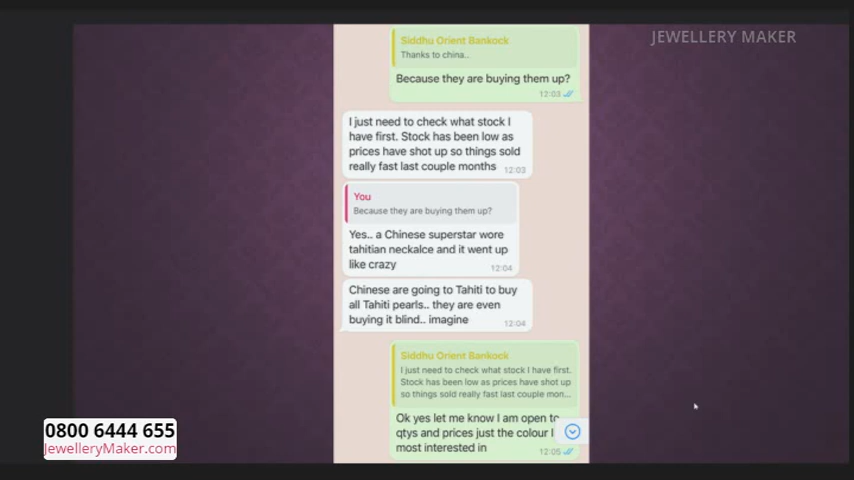 JEWELLERY MAKER
Siddhu Orient Bankock
Thanks to china..
Because they are buying them up?
12:03
I just need to check what stock I
have first. Stock has been low as
prices have shot up so things sold
really fast last couple months
12:03
You
Because they are buying them up?
Yes.. a Chinese superstar wore
tahitian neckalce and it went up
like crazy
12:04
Chinese are going to Tahiti to buy
all Tahiti pearls.. they are even
buying it blind.. imagine
12:04
Siddhu Orient Bankock
I just need to check what stock I have first.
Stock has been low as prices have shot up
so things sold really fast last couple mon...
Ok yes let me know I am open to
qtys and prices just the colour I
most interested in
12:05
0800 6444 655
JewelleryMaker.com